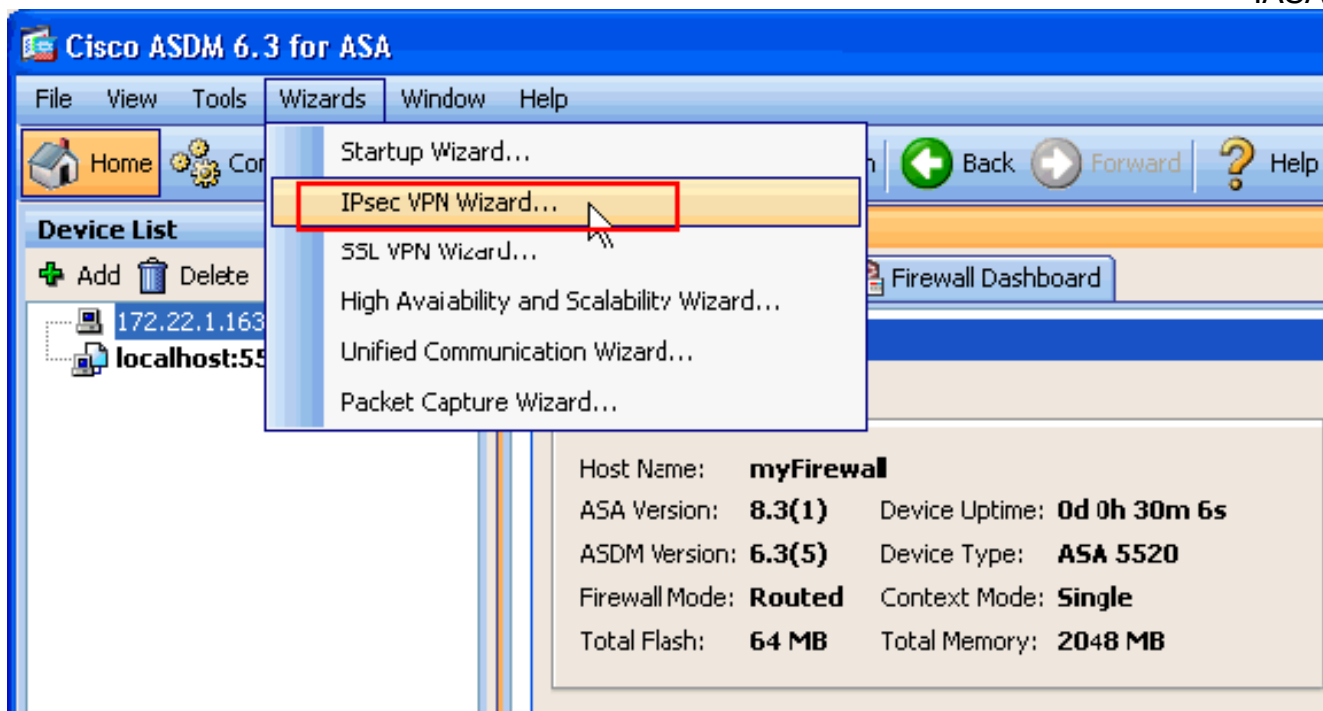 Cisco ASDM 6.3 for ASA
File View Tools Wizards Window Help
Home Back Forward Help
Startup Wizard...
IPsec VPN Wizard...
SSL VPN Wizard...
High Avaiability and Scalability Wizard...
Unified Communication Wizard...
Packet Capture Wizard...
Device List
Add Delete
Firewall Dashboard
172.22.1.163
localhost:55
Host Name: myFirewall
ASA Version: 8.3(1) Device Uptime: 0d 0h 30m 6s
ASDM Version: 6.3(5) Device Type: ASA 5520
Firewall Mode: Routed Context Mode: Single
Total Flash: 64 MB Total Memory: 2048 MB